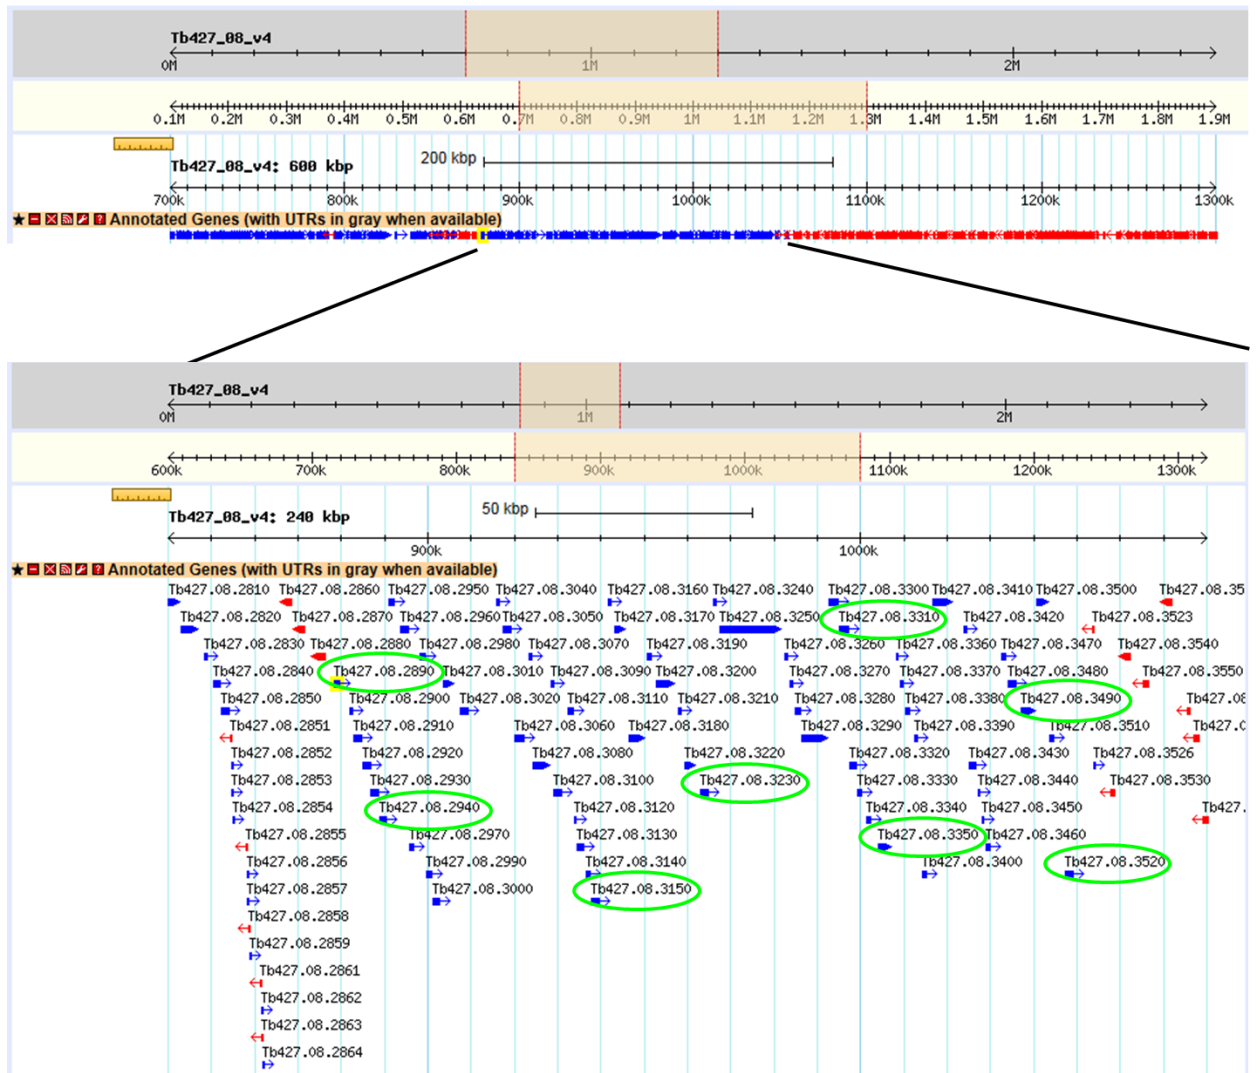 Tb427_08_v4
0M 1M 2M
0.1M 0.2M 0.3M 0.4M 0.5M 0.6M 0.7M 0.8M 0.9M 1M 1.1M 1.2M 1.3M 1.4M 1.5M 1.6M 1.7M 1.8M 1.9M
200 kbp
Tb427_08_v4: 600 kbp
700k 800k 900k 1000k 1100k 1200k 1300k
Annotated Genes (with UTRs in gray when available)
Tb427_08_v4
0M 1M 2M
600k 700k 800k 900k 1000k 1100k 1200k 1300k
50 kbp
Tb427_08_v4: 240 kbp
900k 1000k
Annotated Genes (with UTRs in gray when available)
Tb427.08.2810 Tb427.08.2860 Tb427.08.2950 Tb427.08.3040 Tb427.08.3160 Tb427.08.3240 Tb427.08.3300 Tb427.08.3410 Tb427.08.3500 Tb427.08.35
Tb427.08.2820 Tb427.08.2870 Tb427.08.2960 Tb427.08.3050 Tb427.08.3170 Tb427.08.3250 Tb427.08.3310 Tb427.08.3420 Tb427.08.3523
Tb427.08.2830 Tb427.08.2880 Tb427.08.2980 Tb427.08.3070 Tb427.08.3190 Tb427.08.3260 Tb427.08.3360 Tb427.08.3470 Tb427.08.3540
Tb427.08.2840 Tb427.08.2890 Tb427.08.3010 Tb427.08.3090 Tb427.08.3200 Tb427.08.3270 Tb427.08.3370 Tb427.08.3480 Tb427.08.3550
Tb427.08.2850 Tb427.08.2900 Tb427.08.3020 Tb427.08.3110 Tb427.08.3210 Tb427.08.3280 Tb427.08.3380 Tb427.08.3490 Tb427.08
Tb427.08.2851 Tb427.08.2910 Tb427.08.3060 Tb427.08.3180 Tb427.08.3290 Tb427.08.3390 Tb427.08.3510 Tb427.0
Tb427.08.2852 Tb427.08.2920 Tb427.08.3080 Tb427.08.3220 Tb427.08.3320 Tb427.08.3430 Tb427.08.3526
Tb427.08.2853 Tb427.08.2930 Tb427.08.3100 Tb427.08.3230 Tb427.08.3330 Tb427.08.3440 Tb427.08.3530
Tb427.08.2854 Tb427.08.2940 Tb427.08.3120 Tb427.08.3340 Tb427.08.3450 Tb427.
Tb427.08.2855 Tb427.08.2970 Tb427.08.3130 Tb427.08.3350 Tb427.08.3460
Tb427.08.2856 Tb427.08.2990 Tb427.08.3140 Tb427.08.3400 Tb427.08.3520
Tb427.08.2857 Tb427.08.3000 Tb427.08.3150
Tb427.08.2858
Tb427.08.2859
Tb427.08.2861
Tb427.08.2862
Tb427.08.2863
Tb427.08.2864